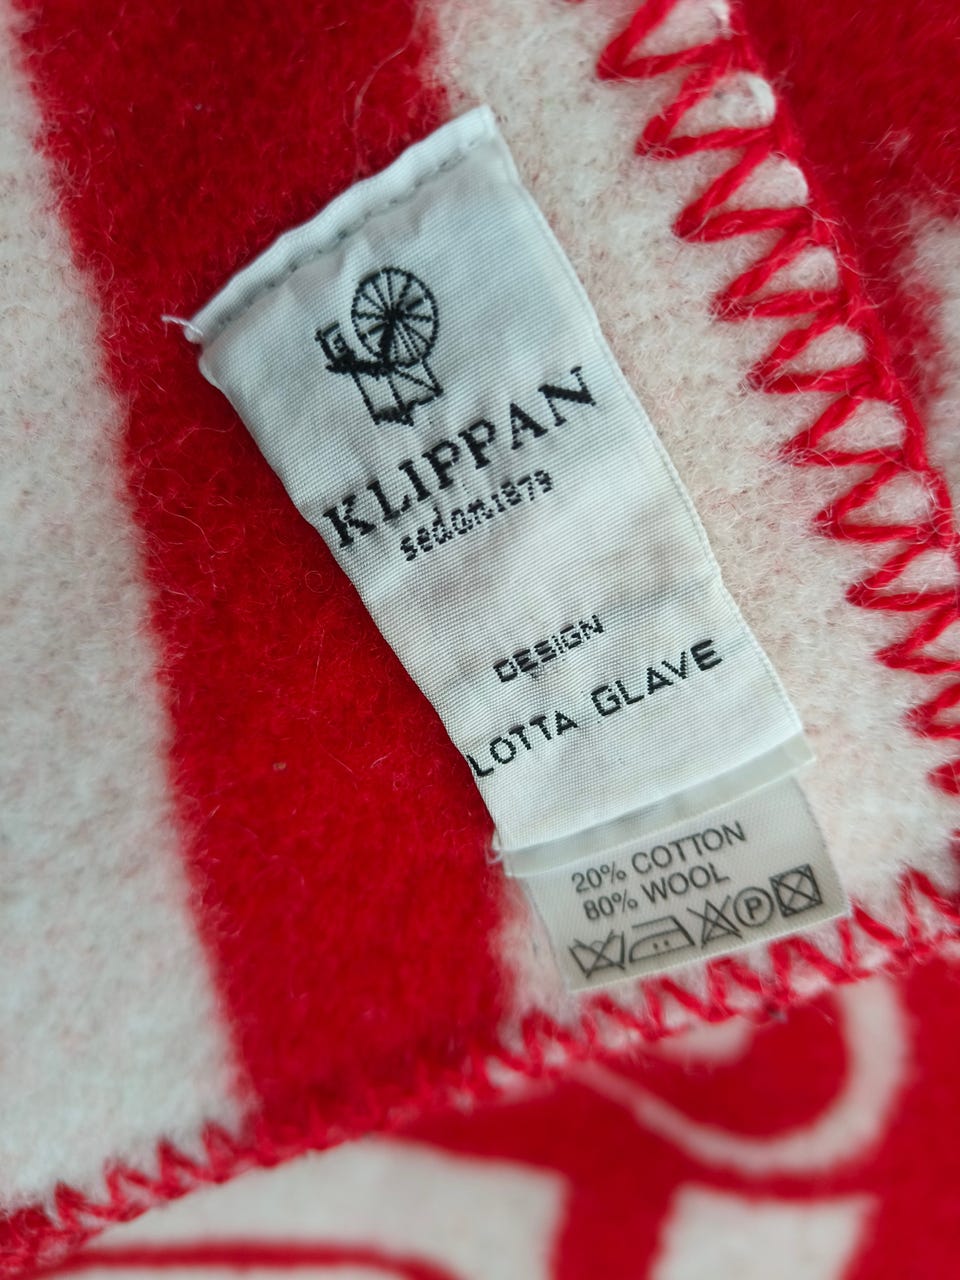 KLIPPAN
sedan 1879
DESIGN
LOTTA GLAVE
20% COTTON
80% WOOL
P